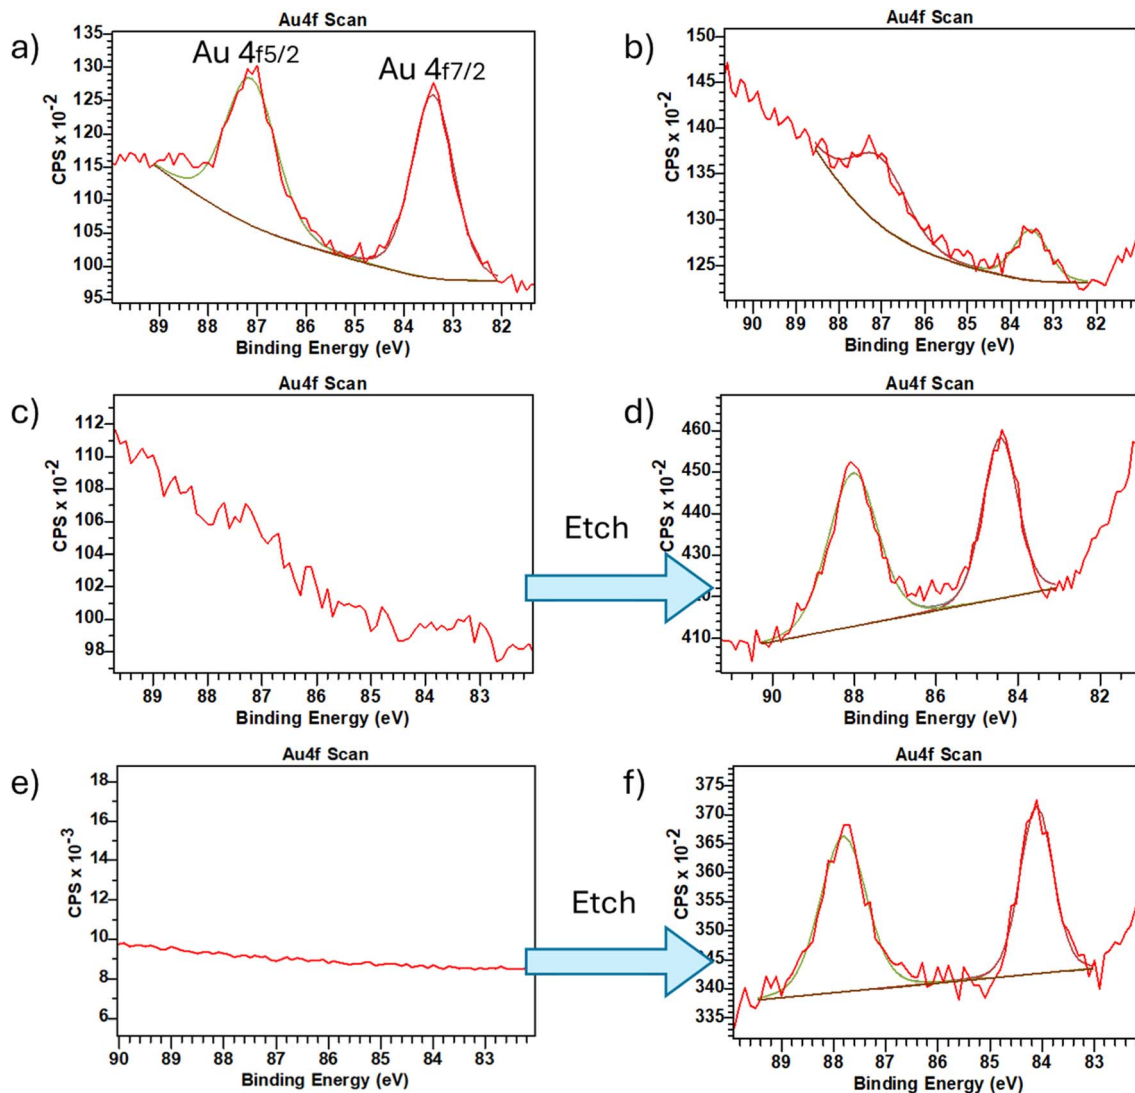 a)
Au4f Scan
Au 4f5/2
Au 4f7/2
CPS x 10⁻²
135
130
125
120
115
110
105
100
95
89 88 87 86 85 84 83 82
Binding Energy (eV)
b)
Au4f Scan
CPS x 10⁻²
150
145
140
135
130
125
90 89 88 87 86 85 84 83 82
Binding Energy (eV)
c)
Au4f Scan
CPS x 10⁻²
112
110
108
106
104
102
100
98
89 88 87 86 85 84 83
Binding Energy (eV)
Etch
d)
Au4f Scan
CPS x 10⁻²
460
450
440
430
420
410
90 88 86 84 82
Binding Energy (eV)
e)
Au4f Scan
CPS x 10⁻³
18
16
14
12
10
8
6
90 89 88 87 86 85 84 83
Binding Energy (eV)
Etch
f)
Au4f Scan
CPS x 10⁻²
375
370
365
360
355
350
345
340
335
89 88 87 86 85 84 83
Binding Energy (eV)